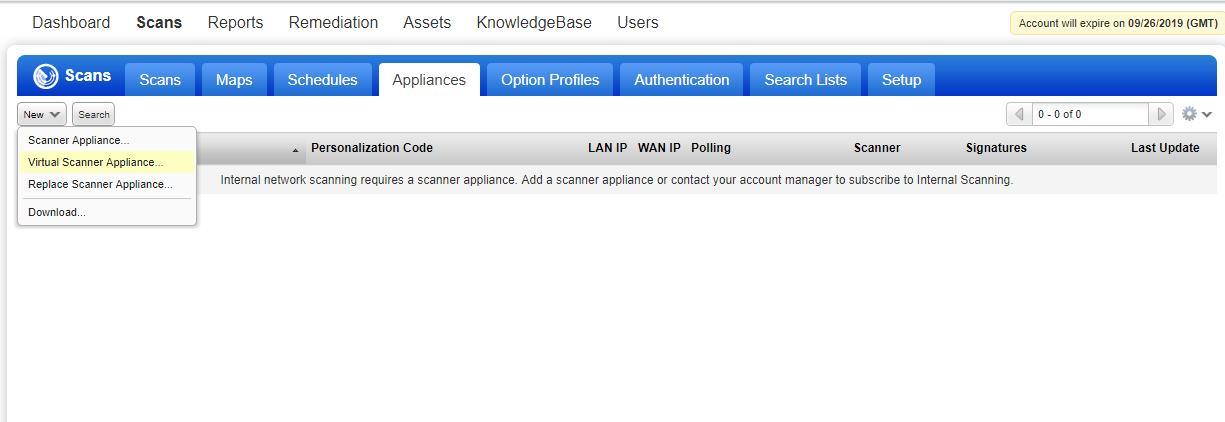 Dashboard Scans Reports Remediation Assets KnowledgeBase Users
Account will expire on 09/26/2019 (GMT)
Scans Scans Maps Schedules Appliances Option Profiles Authentication Search Lists Setup
New Search
0 - 0 of 0
Scanner Appliance...
Virtual Scanner Appliance...
Replace Scanner Appliance...
Download...
Personalization Code LAN IP WAN IP Polling Scanner Signatures Last Update
Internal network scanning requires a scanner appliance. Add a scanner appliance or contact your account manager to subscribe to Internal Scanning.